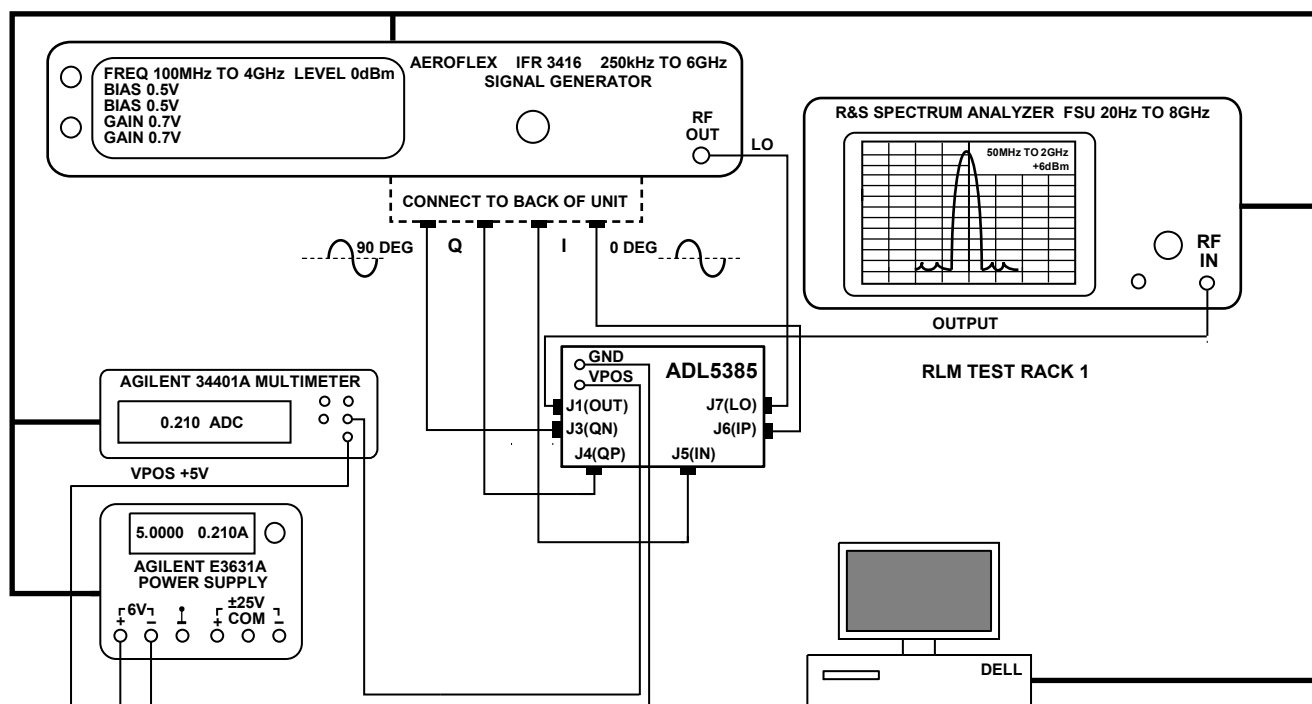 AEROFLEX IFR 3416 250kHz TO 6GHz
SIGNAL GENERATOR
FREQ 100MHz TO 4GHz LEVEL 0dBm
BIAS 0.5V
BIAS 0.5V
GAIN 0.7V
GAIN 0.7V
RF
OUT
LO
CONNECT TO BACK OF UNIT
90 DEG
Q
I
0 DEG
R&S SPECTRUM ANALYZER FSU 20Hz TO 8GHz
50MHz TO 2GHz
+6dBm
RF
IN
OUTPUT
RLM TEST RACK 1
GND
VPOS
ADL5385
J1(OUT)
J3(QN)
J4(QP)
J5(IN)
J7(LO)
J6(IP)
AGILENT 34401A MULTIMETER
0.210 ADC
VPOS +5V
5.0000 0.210A
AGILENT E3631A
POWER SUPPLY
6V
+ –
±25V
COM
+ –
DELL